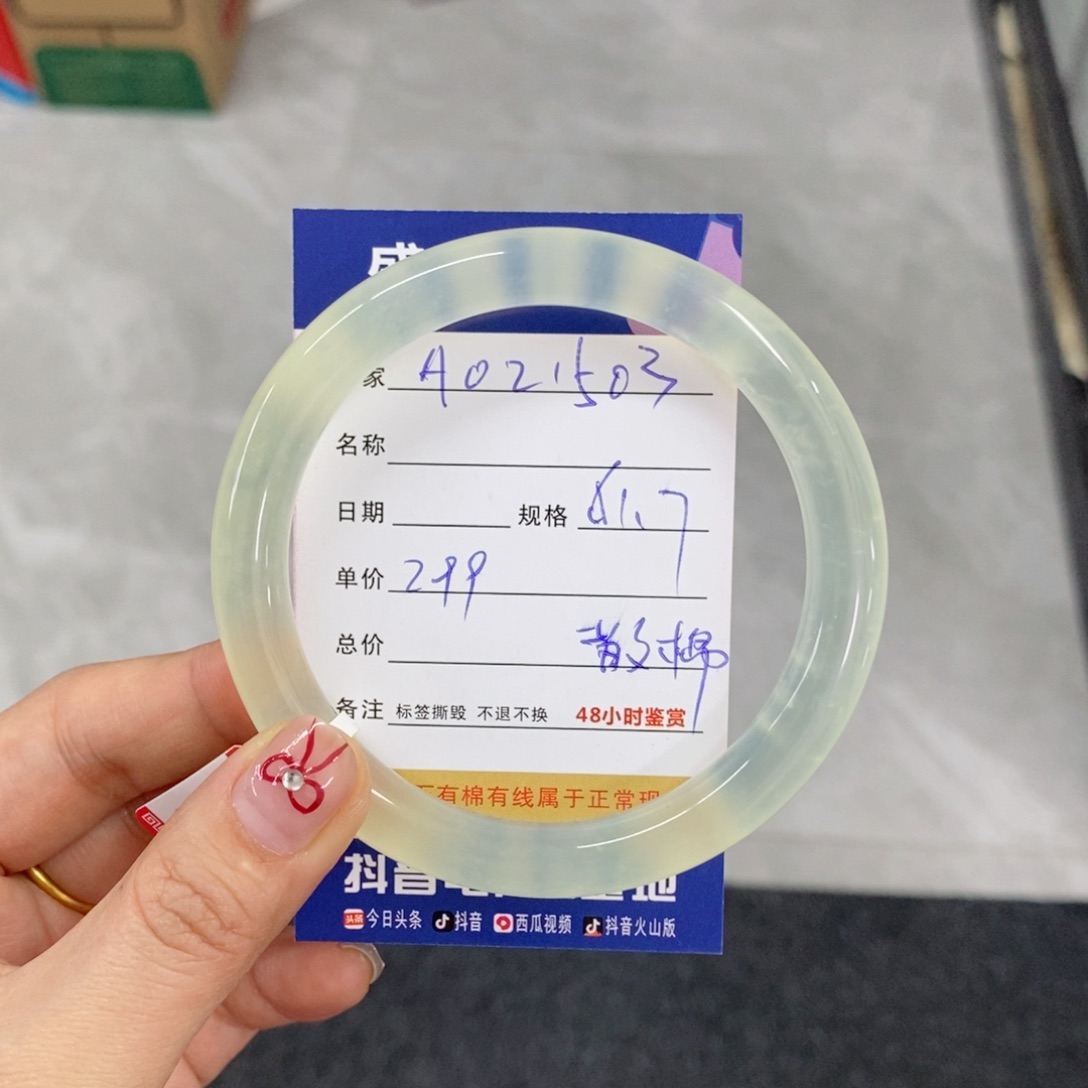 盛
家 A021503
名称
日期 规格 61.7
单价 299
总价 散棉
备注 标签撕毁 不退不换 48小时鉴赏
有棉有线属于正常现
抖音 地
今日头条 抖音 西瓜视频 抖音火山版